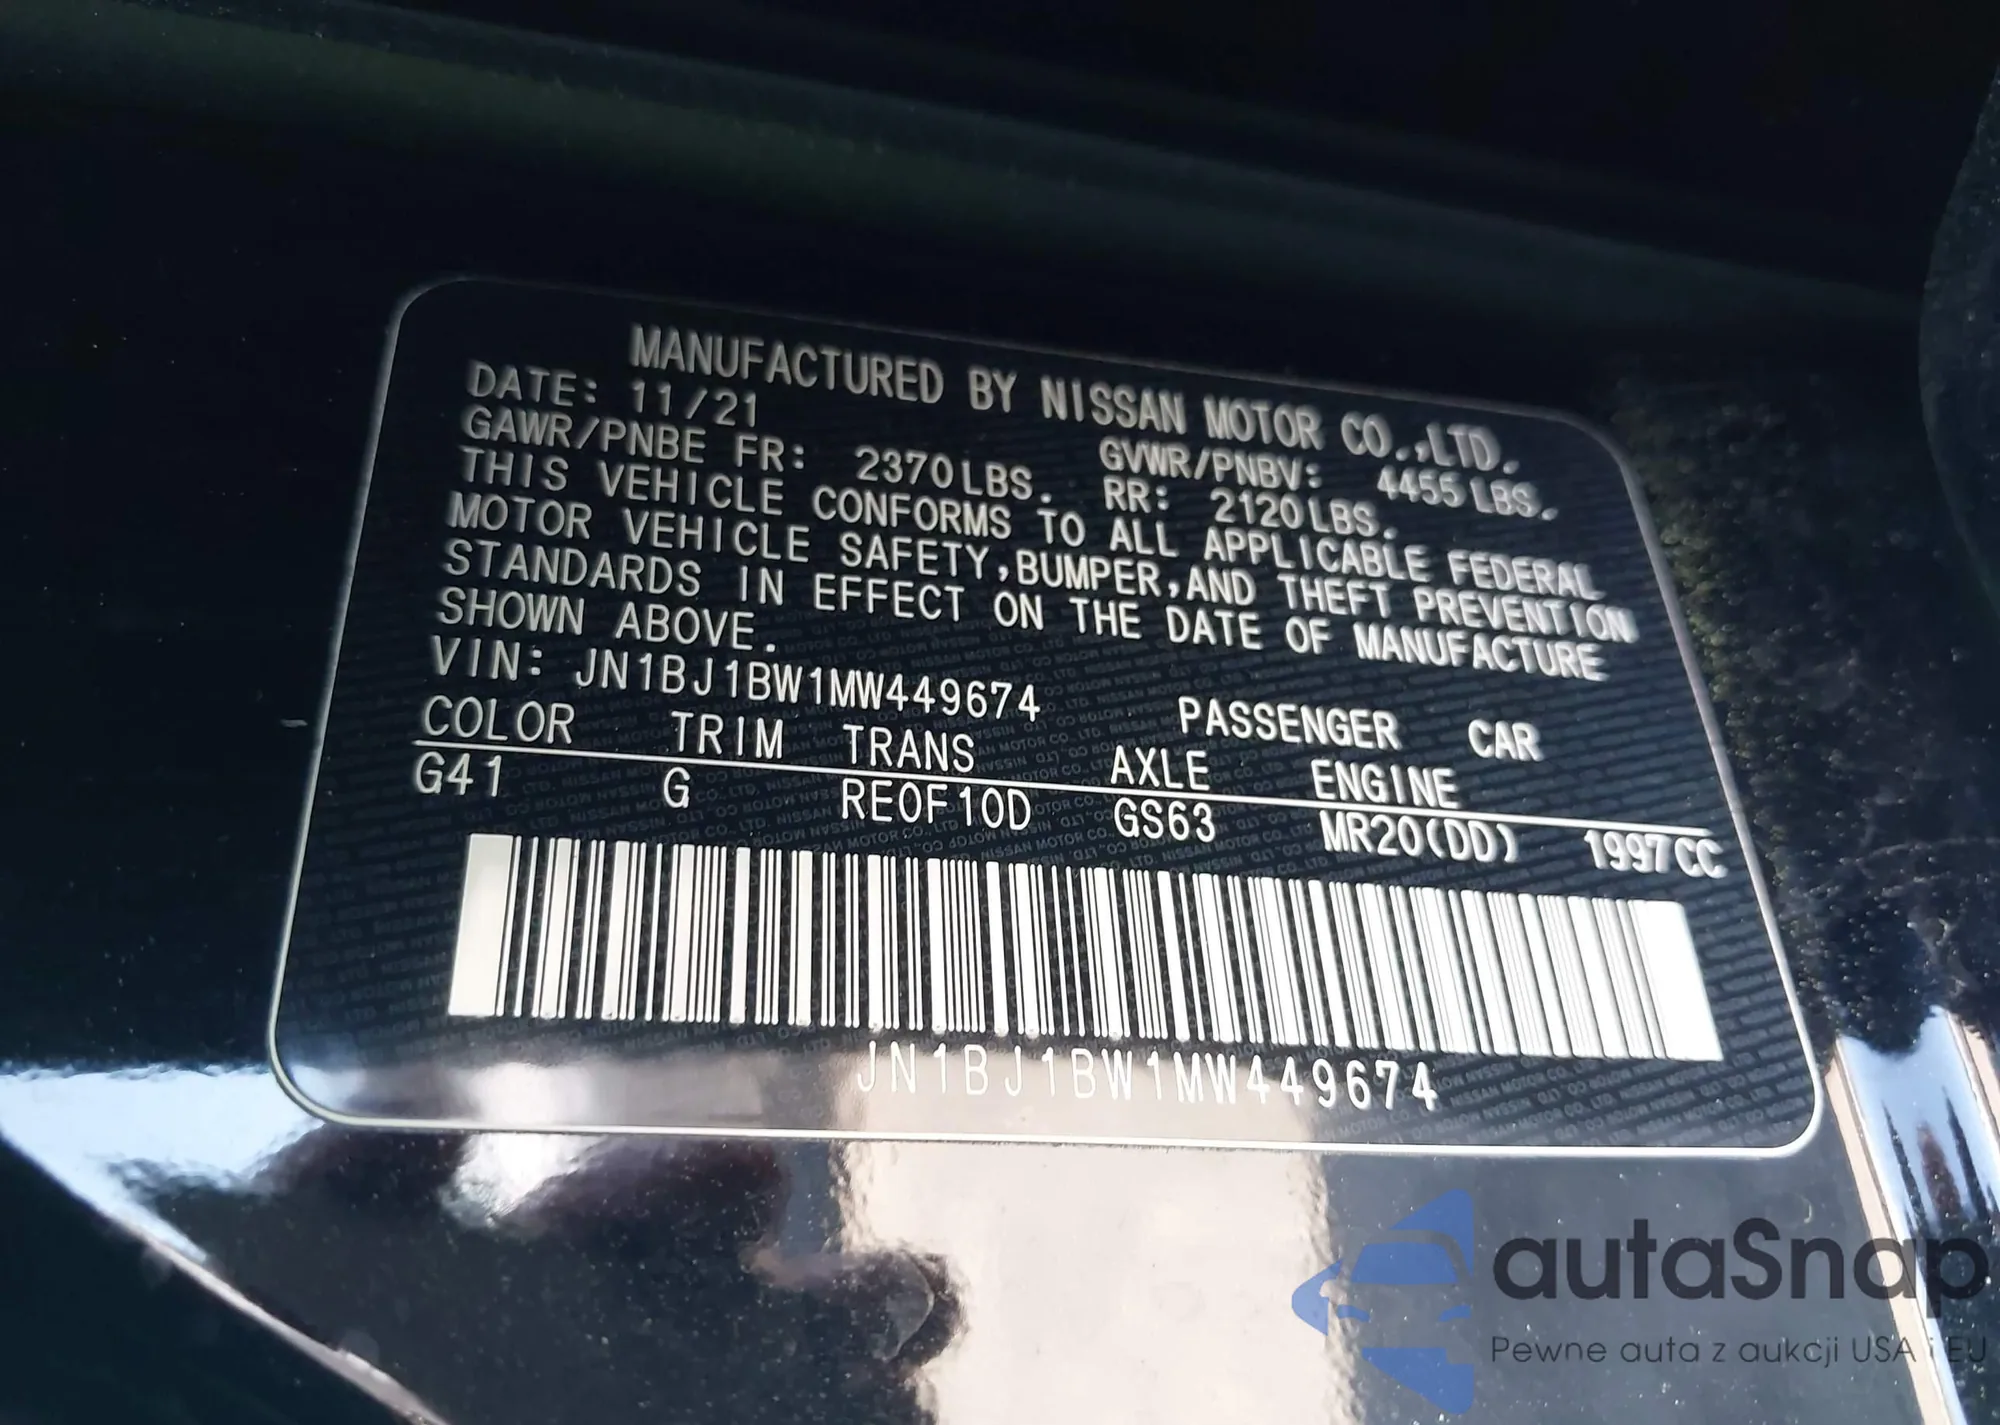 MANUFACTURED BY NISSAN MOTOR CO.,LTD.
DATE: 11/21 GVWR/PNBV: 4455LBS.
GAWR/PNBE FR: 2370LBS. RR: 2120LBS.
THIS VEHICLE CONFORMS TO ALL APPLICABLE FEDERAL
MOTOR VEHICLE SAFETY,BUMPER,AND THEFT PREVENTION
STANDARDS IN EFFECT ON THE DATE OF MANUFACTURE
SHOWN ABOVE.
VIN: JN1BJ1BW1MW449674 PASSENGER CAR
COLOR TRIM TRANS AXLE ENGINE
G41 G RE0F10D GS63 MR20(DD) 1997CC
JN1BJ1BW1MW449674
autaSnap
Pewne auta z aukcji USA i EU